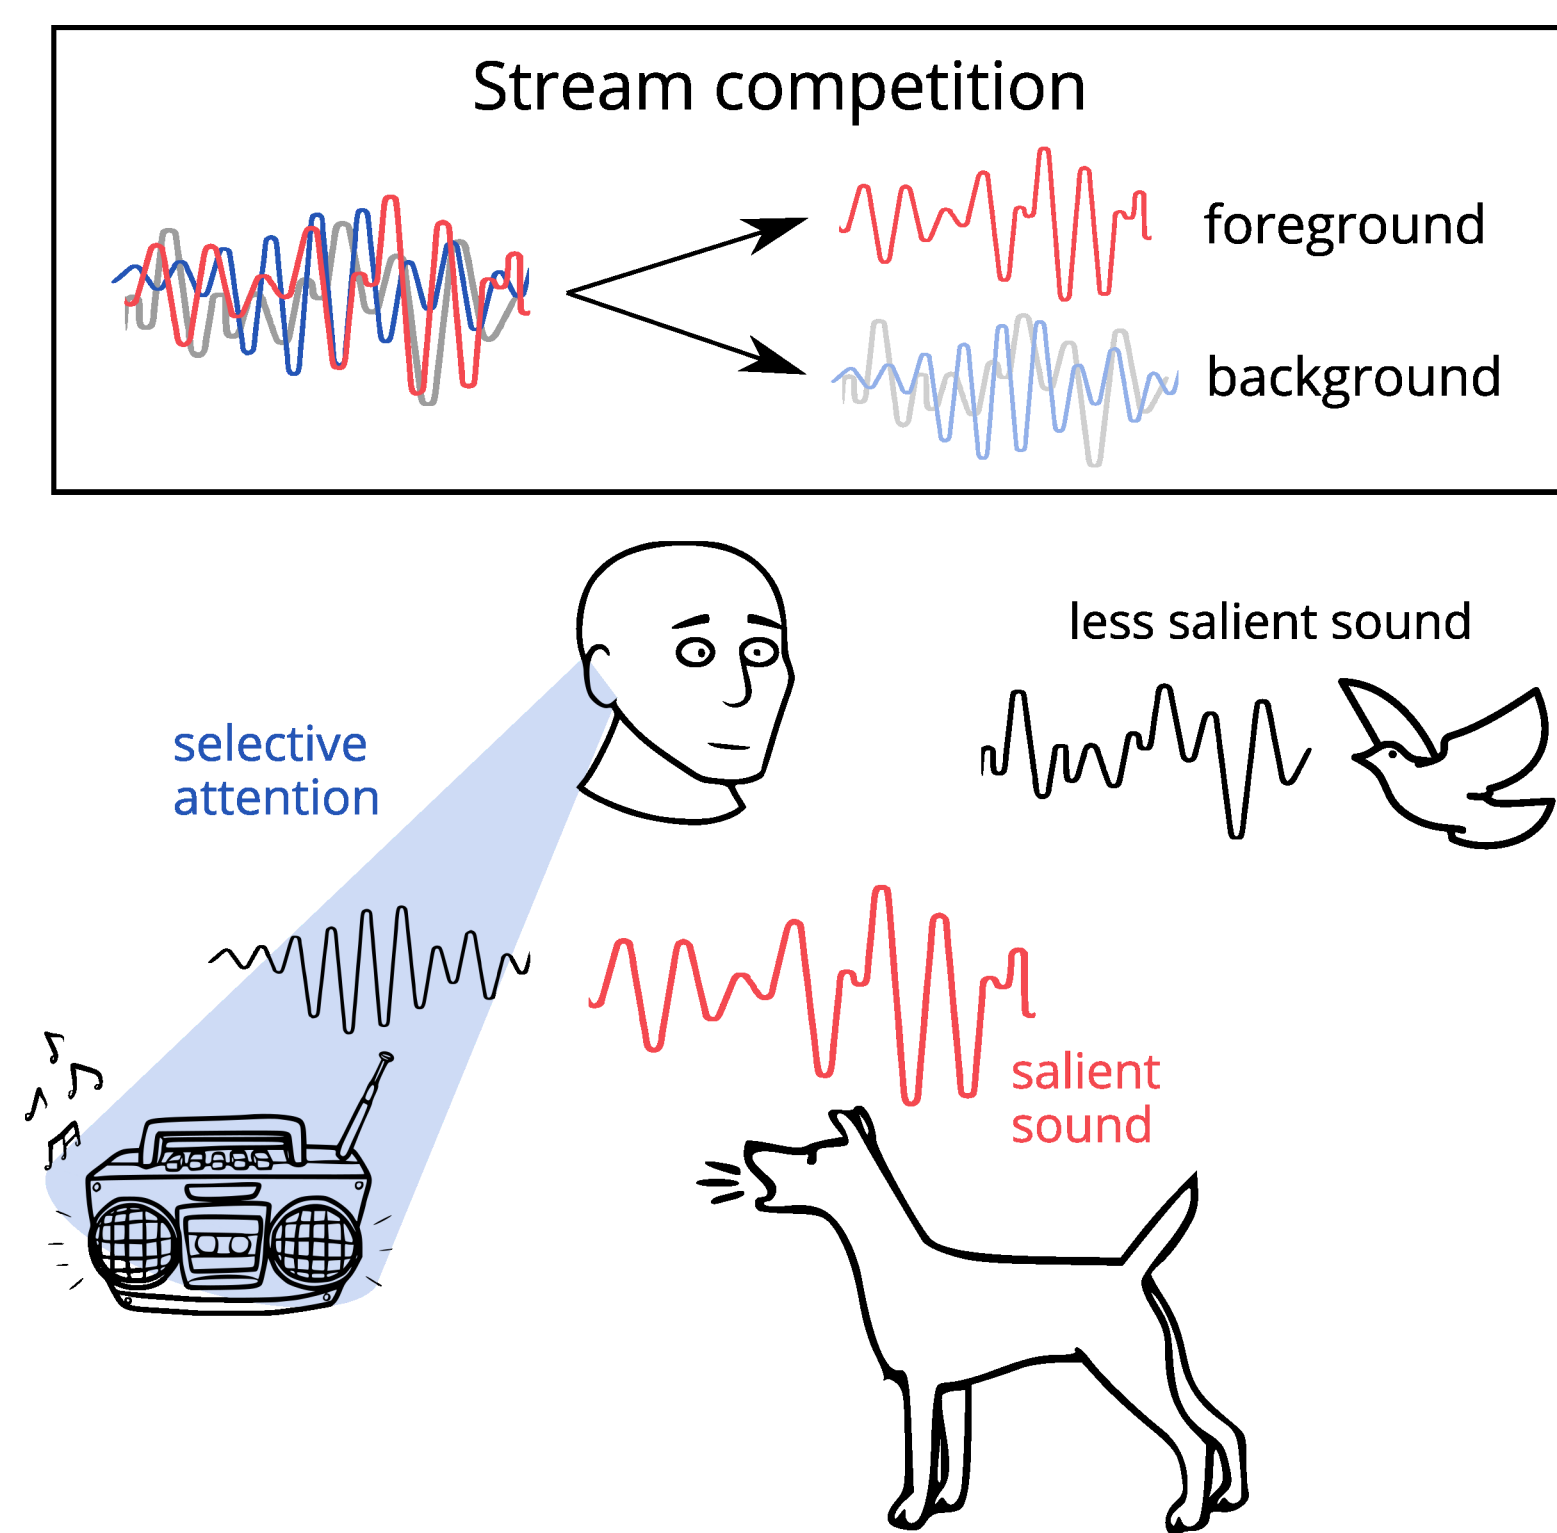 Stream competition
foreground
background
less salient sound
selective
attention
salient
sound